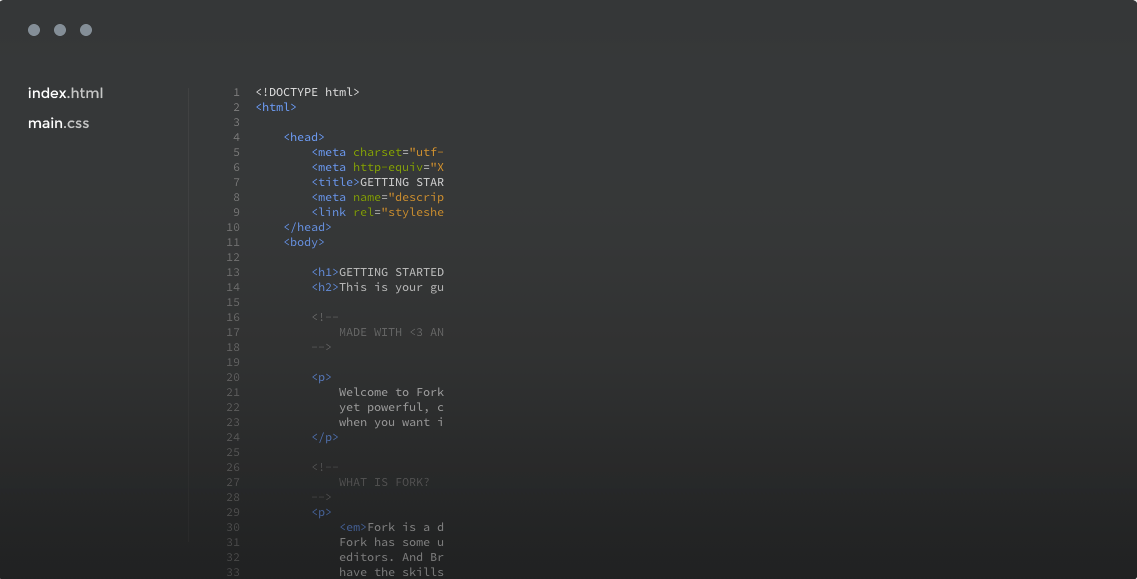 index.html
main.css
1 <!DOCTYPE html>
2 <html>
3
4 <head>
5 <meta charset="utf-
6 <meta http-equiv="X
7 <title>GETTING STAR
8 <meta name="descrip
9 <link rel="styleshe
10 </head>
11 <body>
12
13 <h1>GETTING STARTED
14 <h2>This is your gu
15
16 <!--
17 MADE WITH <3 AN
18 -->
19
20 <p>
21 Welcome to Fork
22 yet powerful, c
23 when you want i
24 </p>
25
26 <!--
27 WHAT IS FORK?
28 -->
29 <p>
30 <em>Fork is a d
31 Fork has some u
32 editors. And Br
33 have the skills